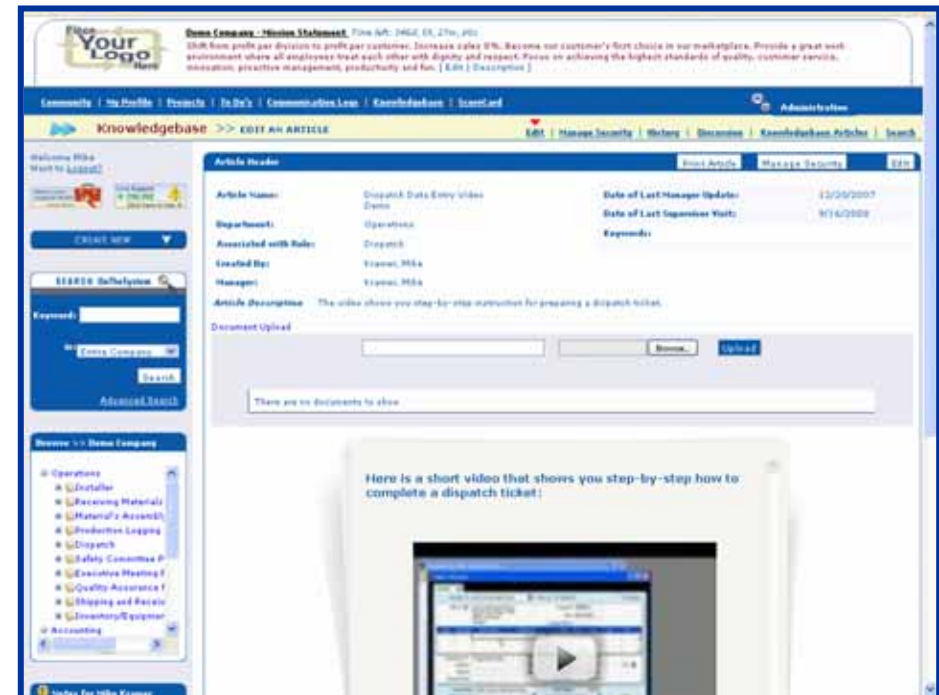 Place
Your
Logo
Here
Demo Company - Mission Statement
Shift from profit per division to profit per customer. Increase sales 8%. Become our customer's first choice in our marketplace. Provide a great work
environment where all employees treat each other with dignity and respect. Focus on achieving the highest standards of quality, customer service,
innovation, proactive management, productivity and fun. [ Edit | Description ]
Community | My Profile | Projects | To Do's | Communication Logs | Knowledgebase | ScoreCard
Administration
Knowledgebase >> EDIT AN ARTICLE
Edit | Manage Security | History | Discussion | Knowledgebase Articles | Search
Welcome Mike
Want to Logout?
CREATE NEW
SEARCH
Keyword:
Entire Company
Search
Advanced Search
Browse >> Demo Company
Operations
Installer
Receiving Materials
Material's Assembly
Production Logging
Dispatch
Safety Committee P
Executive Meeting
Quality Assurance
Shipping and Receiv
Inventory/Equipmen
Accounting
Notes for Mike Kramer
Article Header
Print Article
Manage Security
Edit
Article Name: Dispatch Data Entry Video
Demo
Department: Operations
Associated with Role: Dispatch
Created By: Kramer, Mike
Manager: Kramer, Mike
Date of Last Manager Update: 12/20/2007
Date of Last Supervisor Visit:
Keywords:
Article Description The video shows you step-by-step instruction for preparing a dispatch ticket.
Document Upload
Browse...
Upload
There are no documents to show
Here is a short video that shows you step-by-step how to
complete a dispatch ticket: